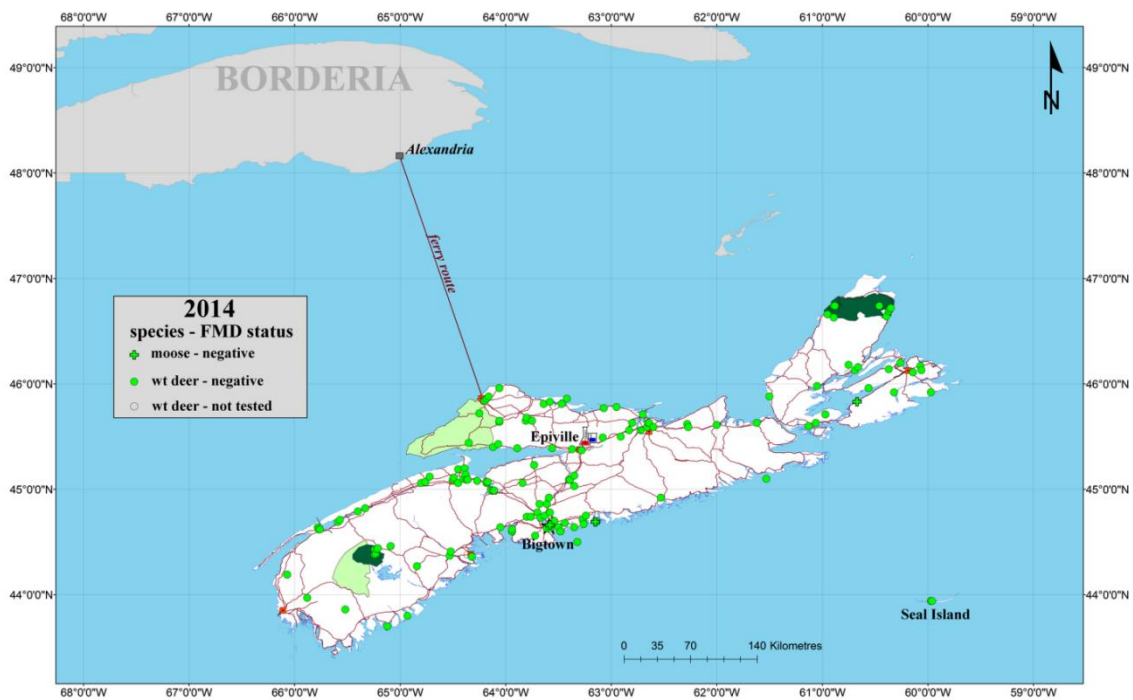 68°0'0"W 67°0'0"W 66°0'0"W 65°0'0"W 64°0'0"W 63°0'0"W 62°0'0"W 61°0'0"W 60°0'0"W 59°0'0"W
49°0'0"N 49°0'0"N
BORDERIA
N
Alexandria
48°0'0"N 48°0'0"N
ferry route
47°0'0"N 47°0'0"N
2014
species - FMD status
moose - negative
wt deer - negative
wt deer - not tested
46°0'0"N 46°0'0"N
Epiville
45°0'0"N 45°0'0"N
Bigtown
44°0'0"N 44°0'0"N
Seal Island
0 35 70 140 Kilometres
68°0'0"W 67°0'0"W 66°0'0"W 65°0'0"W 64°0'0"W 63°0'0"W 62°0'0"W 61°0'0"W 60°0'0"W 59°0'0"W